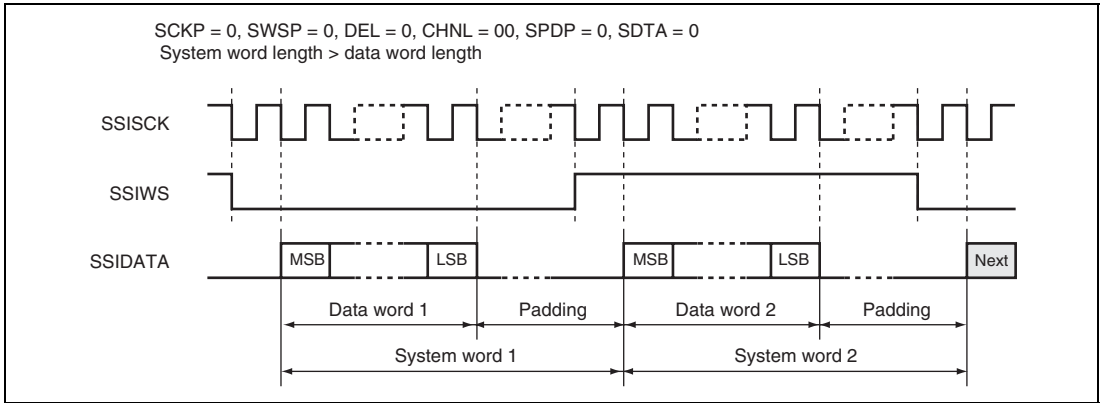 SCKP = 0, SWSP = 0, DEL = 0, CHNL = 00, SPDP = 0, SDTA = 0
System word length > data word length
SSISCK
SSIWS
SSIDATA
MSB LSB MSB LSB Next
Data word 1 Padding Data word 2 Padding
System word 1 System word 2